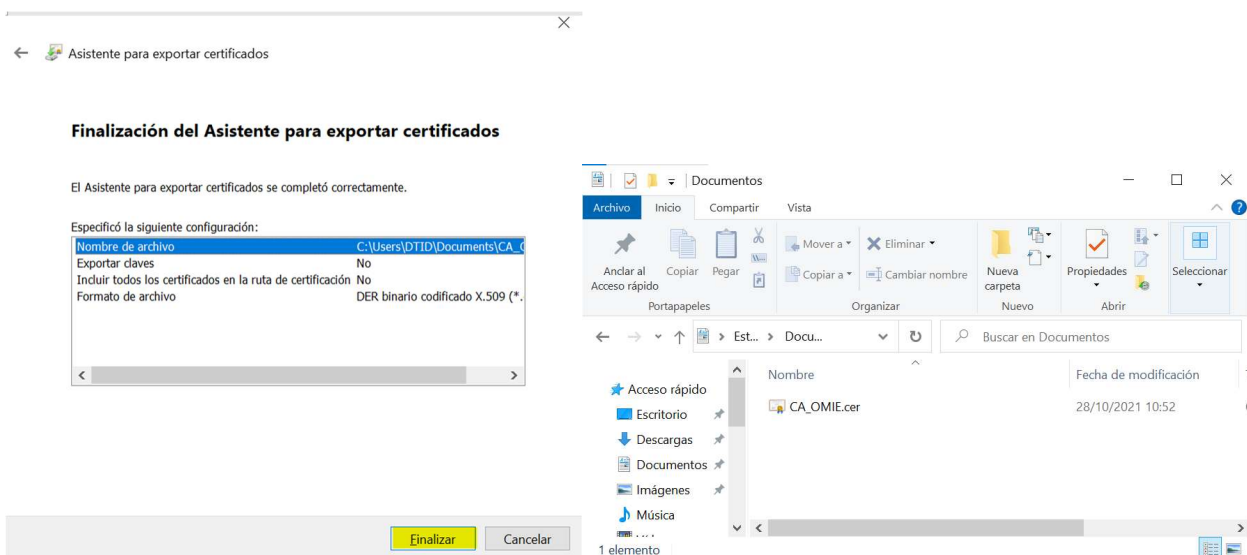 Asistente para exportar certificados
Finalización del Asistente para exportar certificados
El Asistente para exportar certificados se completó correctamente.
Especificó la siguiente configuración:
Nombre de archivo C:\Users\DTID\Documents\CA_
Exportar claves No
Incluir todos los certificados en la ruta de certificación No
Formato de archivo DER binario codificado X.509 (*.
Finalizar Cancelar
Documentos
Archivo Inicio Compartir Vista
Anclar al Acceso rápido
Copiar
Pegar
Mover a
Copiar a
Eliminar
Cambiar nombre
Nueva carpeta
Propiedades
Seleccionar
Portapapeles Organizar Nuevo Abrir
Est... Docu... Buscar en Documentos
Nombre Fecha de modificación
CA_OMIE.cer 28/10/2021 10:52
Acceso rápido
Escritorio
Descargas
Documentos
Imágenes
Música
1 elemento